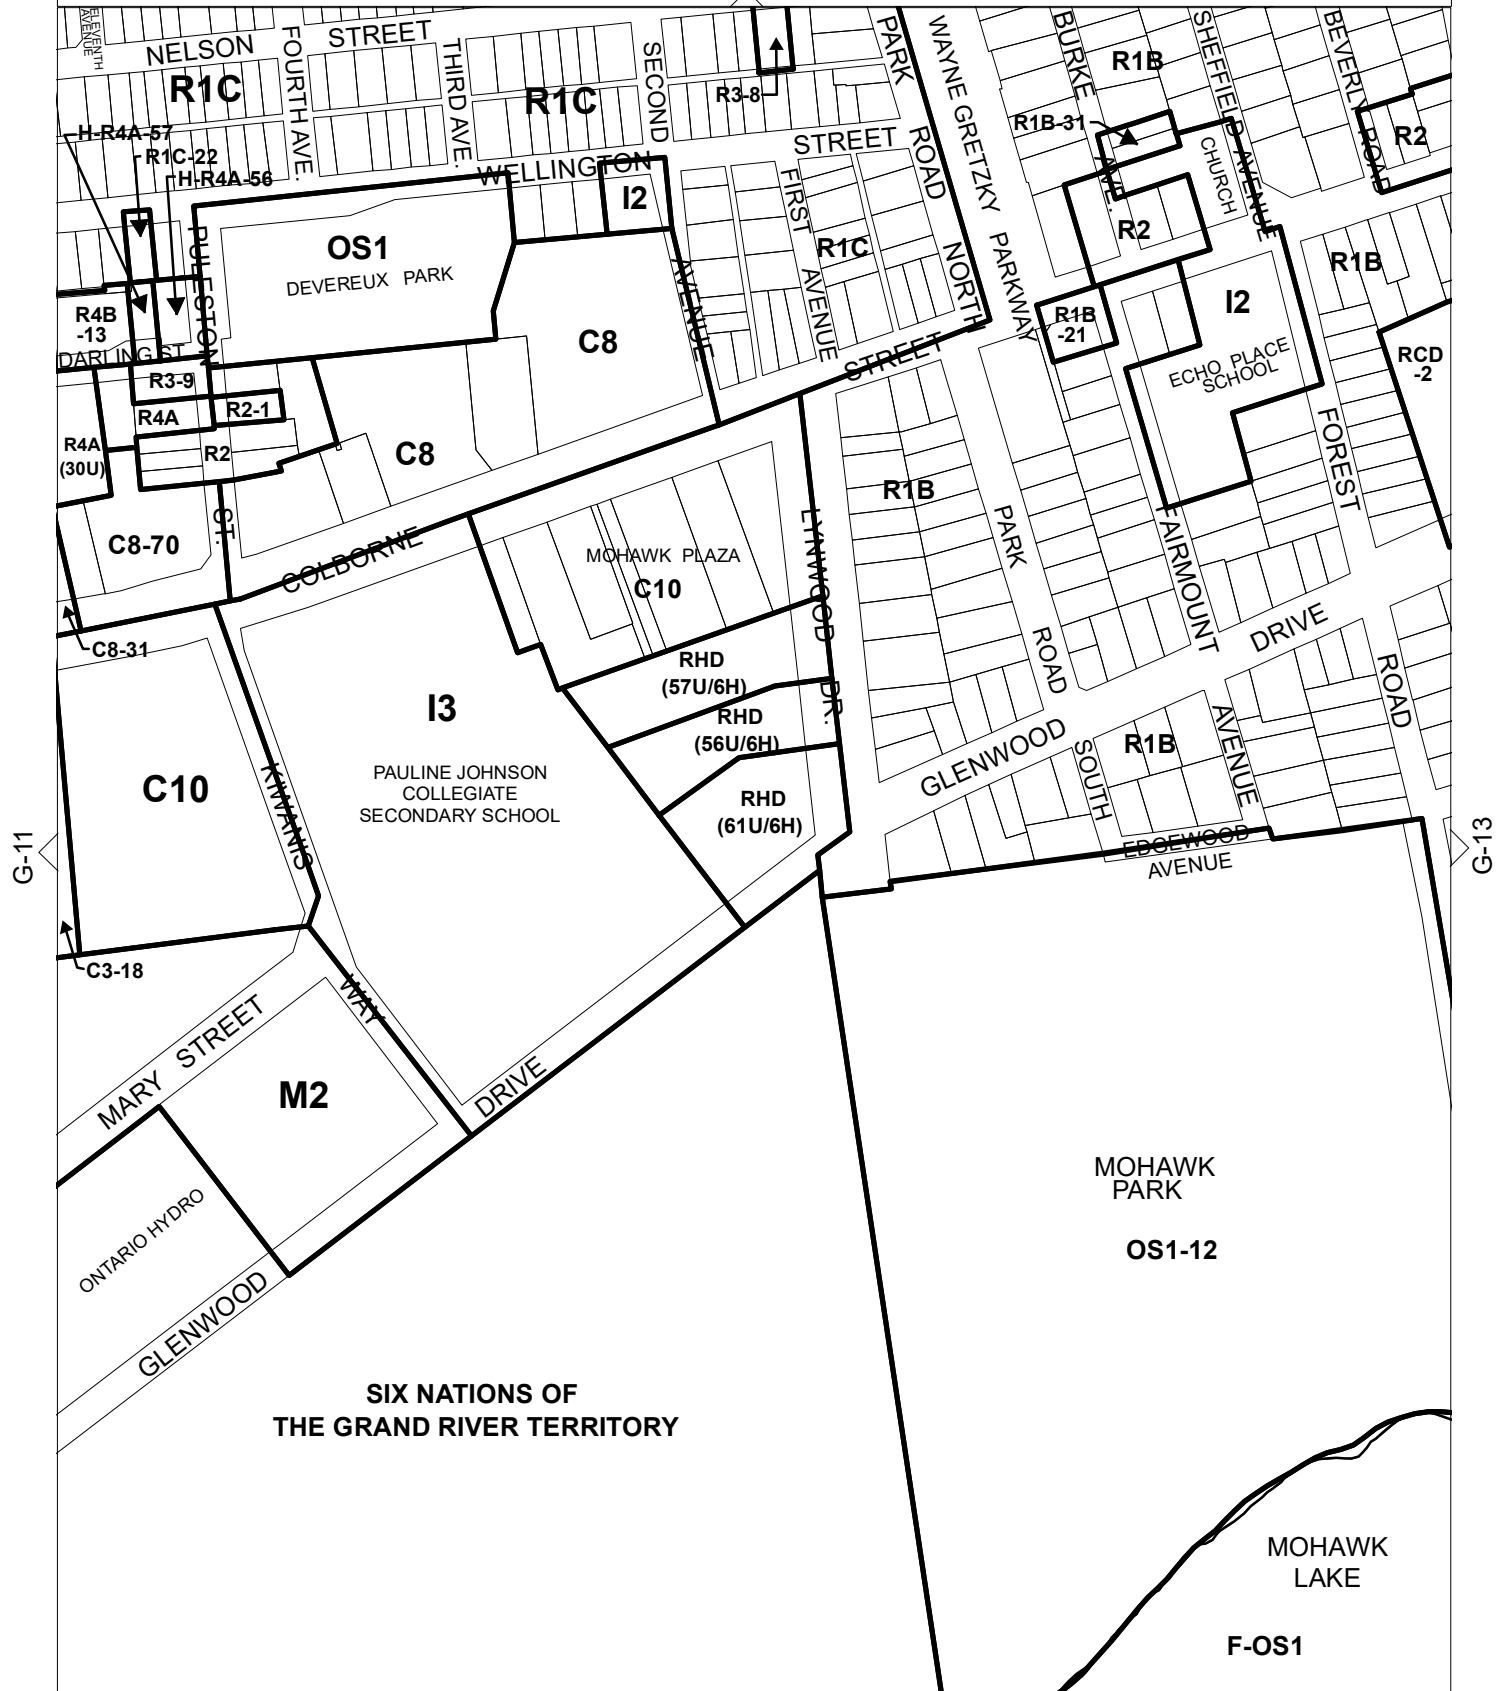 ELEVENTH
AVENUE
NELSON
STREET
FOURTH AVE.
THIRD AVE.
SECOND
PARK
WAYNE GRETZKY PARKWAY
BURKE
SHEFFIELD AVENUE
BEVERLY
ROAD
R1C
R1C
R3-8
R1B
R1B-31
R2
H-R4A-57
R1C-22
H-R4A-56
WELLINGTON
STREET
ROAD
AVE.
CHURCH
I2
FIRST
AVENUE
R1C
NORTH
R2
R1B
OS1
DEVEREUX PARK
PULESTON
AVENUE
I2
R4B
-13
C8
R1B
-21
ECHO PLACE
SCHOOL
RCD
-2
DARLING ST.
R3-9
R4A
R2-1
R4A
(30U)
R2
C8
STREET
FOREST
R1B
ST.
C8-70
COLBORNE
MOHAWK PLAZA
C10
LYNWOOD
DR.
PARK
ROAD
FAIRMOUNT
DRIVE
C8-31
RHD
(57U/6H)
RHD
(56U/6H)
RHD
(61U/6H)
I3
PAULINE JOHNSON
COLLEGIATE
SECONDARY SCHOOL
C10
KIWANIS
GLENWOOD
SOUTH
R1B
AVENUE
ROAD
EDGEWOOD
AVENUE
G-11
G-13
C3-18
WAY
MARY STREET
M2
DRIVE
ONTARIO HYDRO
GLENWOOD
MOHAWK
PARK
OS1-12
SIX NATIONS OF
THE GRAND RIVER TERRITORY
MOHAWK
LAKE
F-OS1